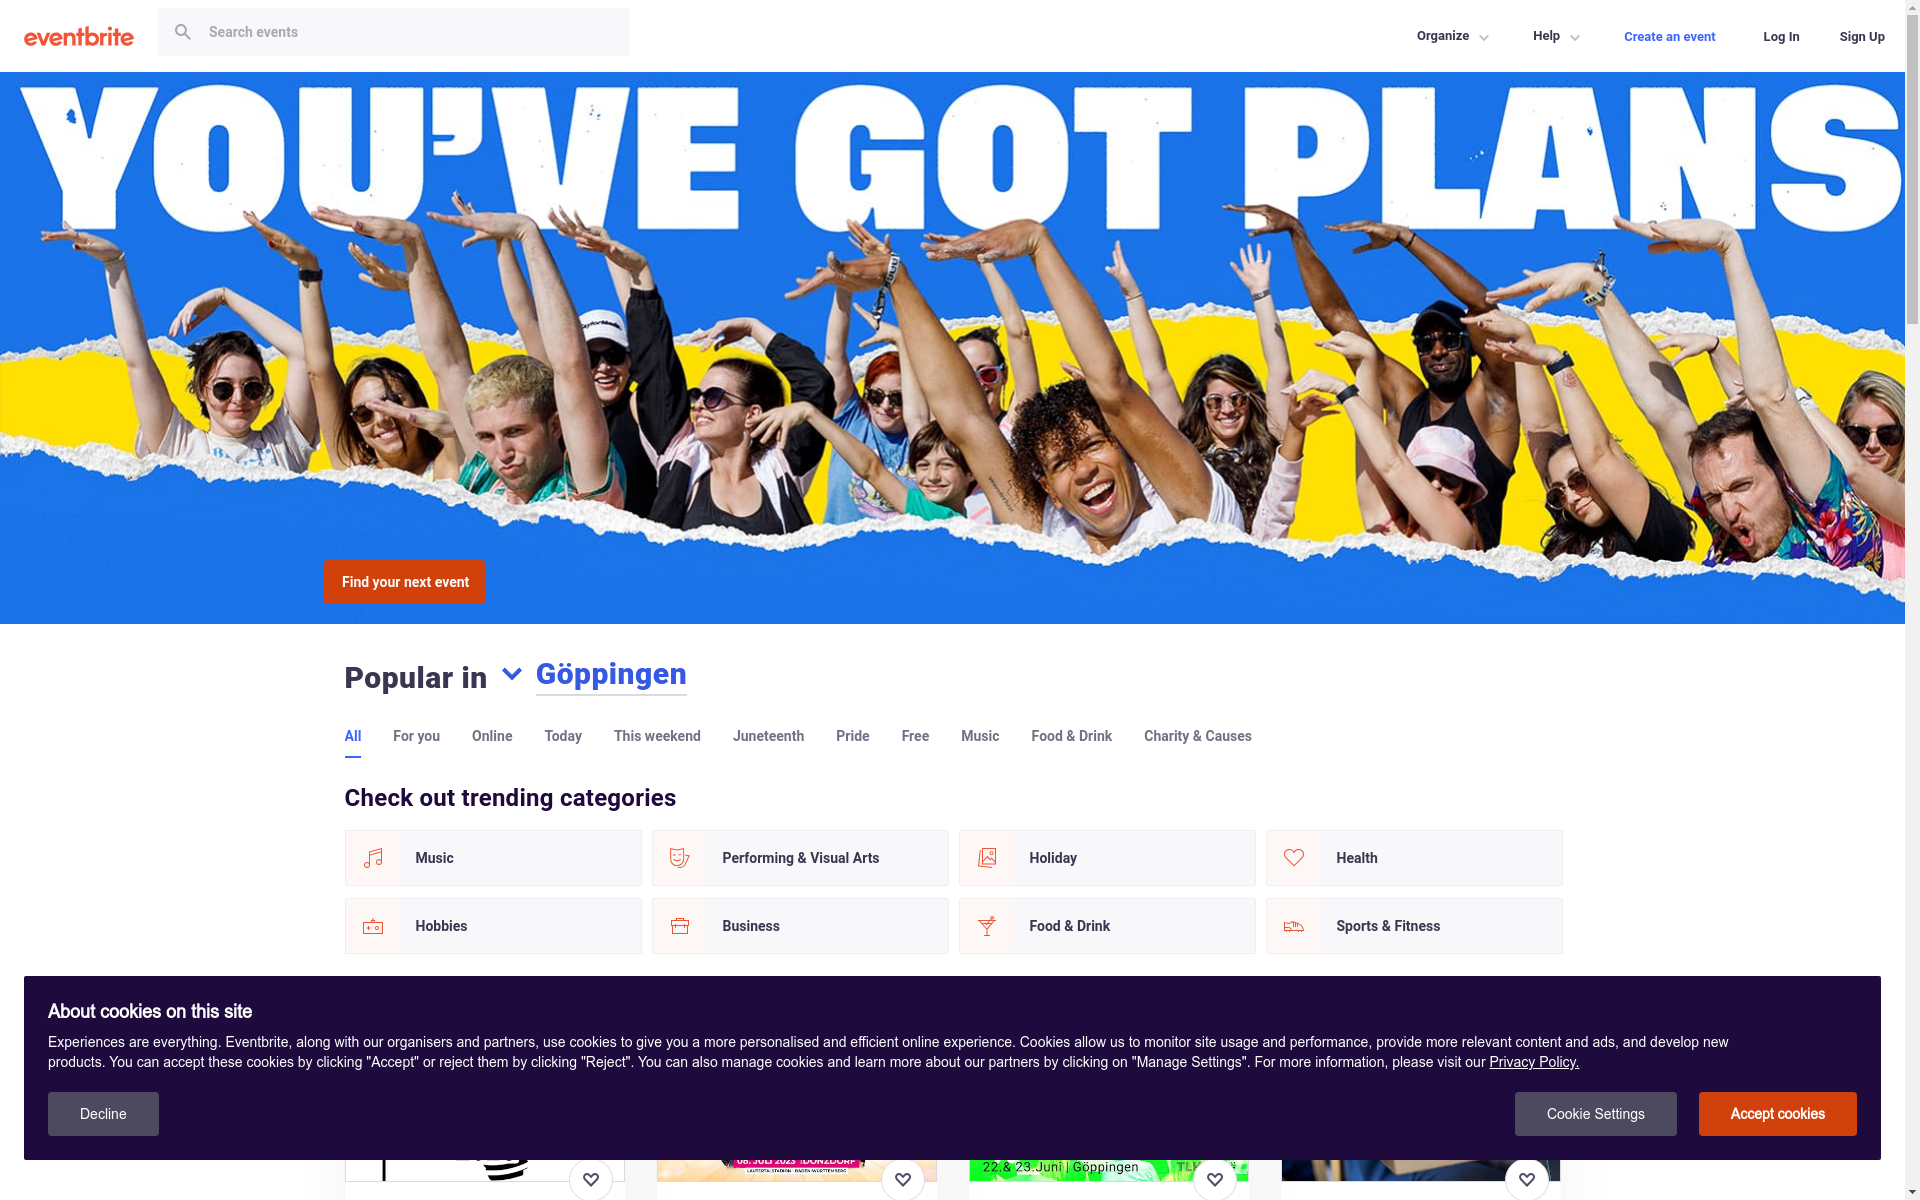 eventbrite
Search events
Organize
Help
Create an event
Log In
Sign Up
YOU'VE GOT PLANS
Find your next event
Popular in Göppingen
All
For you
Online
Today
This weekend
Juneteenth
Pride
Free
Music
Food & Drink
Charity & Causes
Check out trending categories
Music
Performing & Visual Arts
Holiday
Health
Hobbies
Business
Food & Drink
Sports & Fitness
About cookies on this site
Experiences are everything. Eventbrite, along with our organisers and partners, use cookies to give you a more personalised and efficient online experience. Cookies allow us to monitor site usage and performance, provide more relevant content and ads, and develop new
products. You can accept these cookies by clicking "Accept" or reject them by clicking "Reject". You can also manage cookies and learn more about our partners by clicking on "Manage Settings". For more information, please visit our Privacy Policy.
Decline
Cookie Settings
Accept cookies
08. JULI 2023
DONZDORF
LAUTERTALSTADION - BADEN-WÜRTTEMBERG
22.& 23.Juni | Göppingen